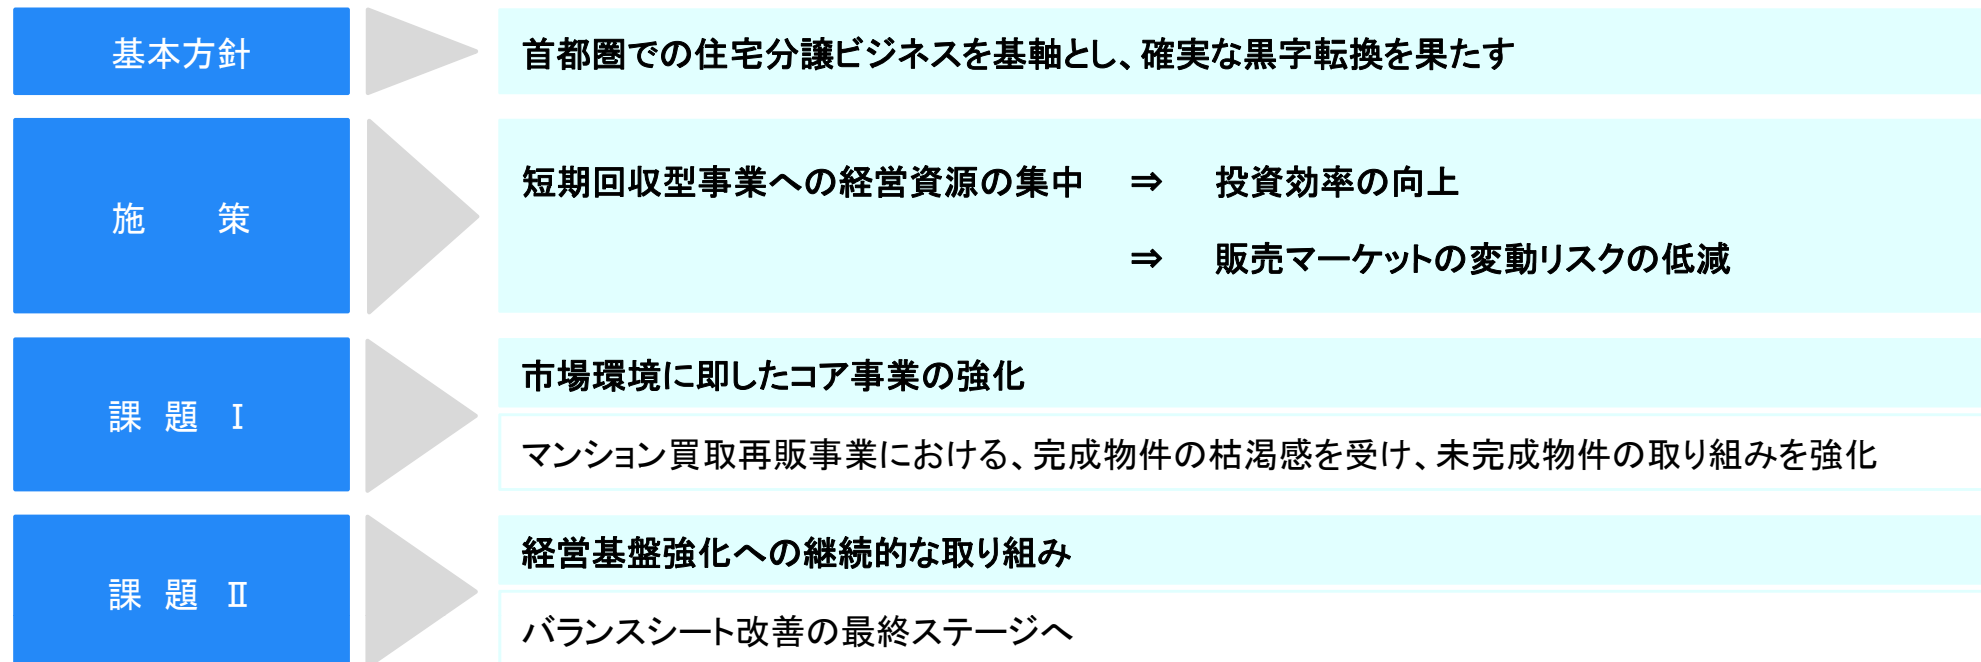 基本方針
首都圏での住宅分譲ビジネスを基軸とし、確実な黒字転換を果たす
施　　策
短期回収型事業への経営資源の集中　⇒　投資効率の向上
⇒　販売マーケットの変動リスクの低減
課 題 Ⅰ
市場環境に即したコア事業の強化
マンション買取再販事業における、完成物件の枯渇感を受け、未完成物件の取り組みを強化
課 題 Ⅱ
経営基盤強化への継続的な取り組み
バランスシート改善の最終ステージへ